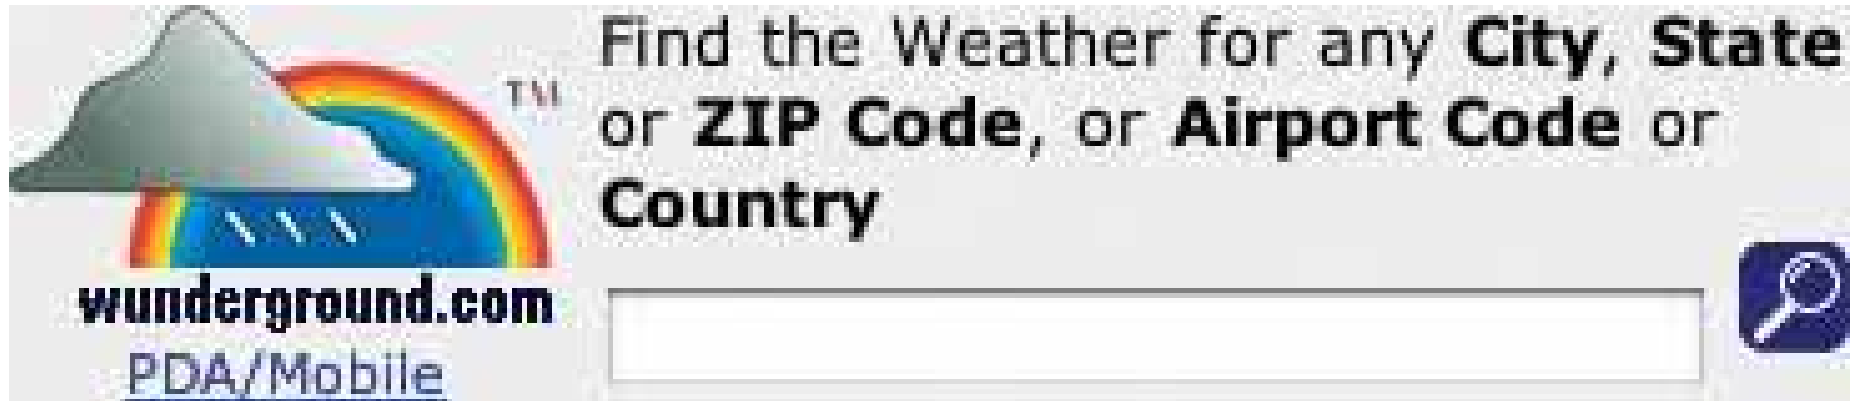 Find the Weather for any City, State
or ZIP Code, or Airport Code or
Country
TM
wunderground.com
PDA/Mobile